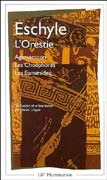 Eschyle
L'Orestie
Agamemnon
Les Choéphores
Les Euménides
GF Flammarion